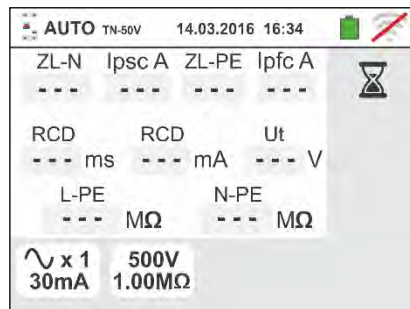 AUTO TN-50V 14.03.2016 16:34
ZL-N Ipsc A ZL-PE Ipfc A
- - - - - - - - - - - -
RCD RCD Ut
- - - ms - - - mA - - - V
L-PE N-PE
- - - MΩ - - - MΩ
x 1 500V
30mA 1.00MΩ